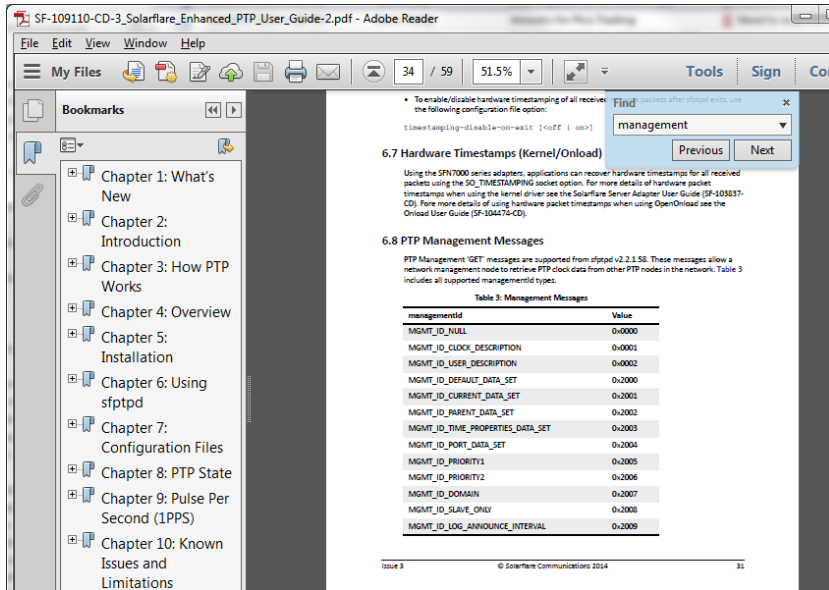 SF-109110-CD-3_Solarflare_Enhanced_PTP_User_Guide-2.pdf - Adobe Reader
File Edit View Window Help
My Files 34 / 59 51.5% Tools Sign Co
Bookmarks
Chapter 1: What's
New
Chapter 2:
Introduction
Chapter 3: How PTP
Works
Chapter 4: Overview
Chapter 5:
Installation
Chapter 6: Using
sfptpd
Chapter 7:
Configuration Files
Chapter 8: PTP State
Chapter 9: Pulse Per
Second (1PPS)
Chapter 10: Known
Issues and
Limitations
Find
management
Previous Next
• To enable/disable hardware timestamping of all received packets after sfptpd exits, use
the following configuration file option:
timestamping-disable-on-exit [<off | on>]
6.7 Hardware Timestamps (Kernel/Onload)
Using the SFN7000 series adapters, applications can recover hardware timestamps for all received
packets using the SO_TIMESTAMPING socket option. For more details of hardware packet
timestamps when using the kernel driver see the Solarflare Server Adapter User Guide (SF-103837-
CD). Fore more details of using hardware packet timestamps when using OpenOnload see the
Onload User Guide (SF-104474-CD).
6.8 PTP Management Messages
PTP Management 'GET' messages are supported from sfptpd v2.2.1.58. These messages allow a
network management node to retrieve PTP clock data from other PTP nodes in the network. Table 3
includes all supported managementId types.
Table 3: Management Messages
managementId Value
MGMT_ID_NULL 0x0000
MGMT_ID_CLOCK_DESCRIPTION 0x0001
MGMT_ID_USER_DESCRIPTION 0x0002
MGMT_ID_DEFAULT_DATA_SET 0x2000
MGMT_ID_CURRENT_DATA_SET 0x2001
MGMT_ID_PARENT_DATA_SET 0x2002
MGMT_ID_TIME_PROPERTIES_DATA_SET 0x2003
MGMT_ID_PORT_DATA_SET 0x2004
MGMT_ID_PRIORITY1 0x2005
MGMT_ID_PRIORITY2 0x2006
MGMT_ID_DOMAIN 0x2007
MGMT_ID_SLAVE_ONLY 0x2008
MGMT_ID_LOG_ANNOUNCE_INTERVAL 0x2009
Issue 3 © Solarflare Communications 2014 31